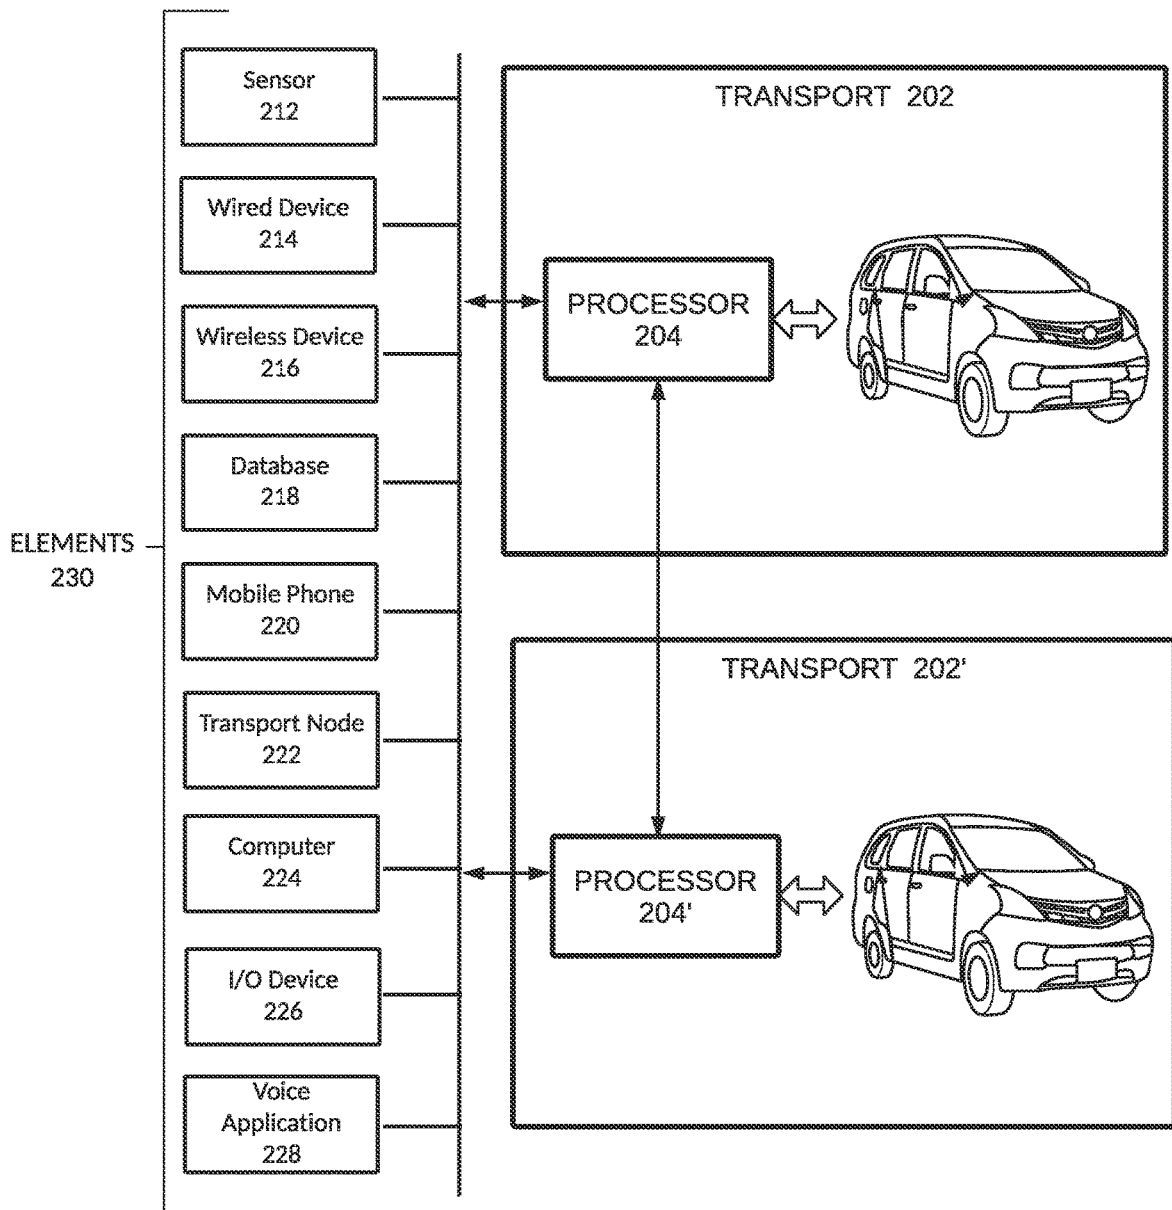 ELEMENTS
230
Sensor
212
Wired Device
214
Wireless Device
216
Database
218
Mobile Phone
220
Transport Node
222
Computer
224
I/O Device
226
Voice
Application
228
TRANSPORT 202
PROCESSOR
204
TRANSPORT 202'
PROCESSOR
204'